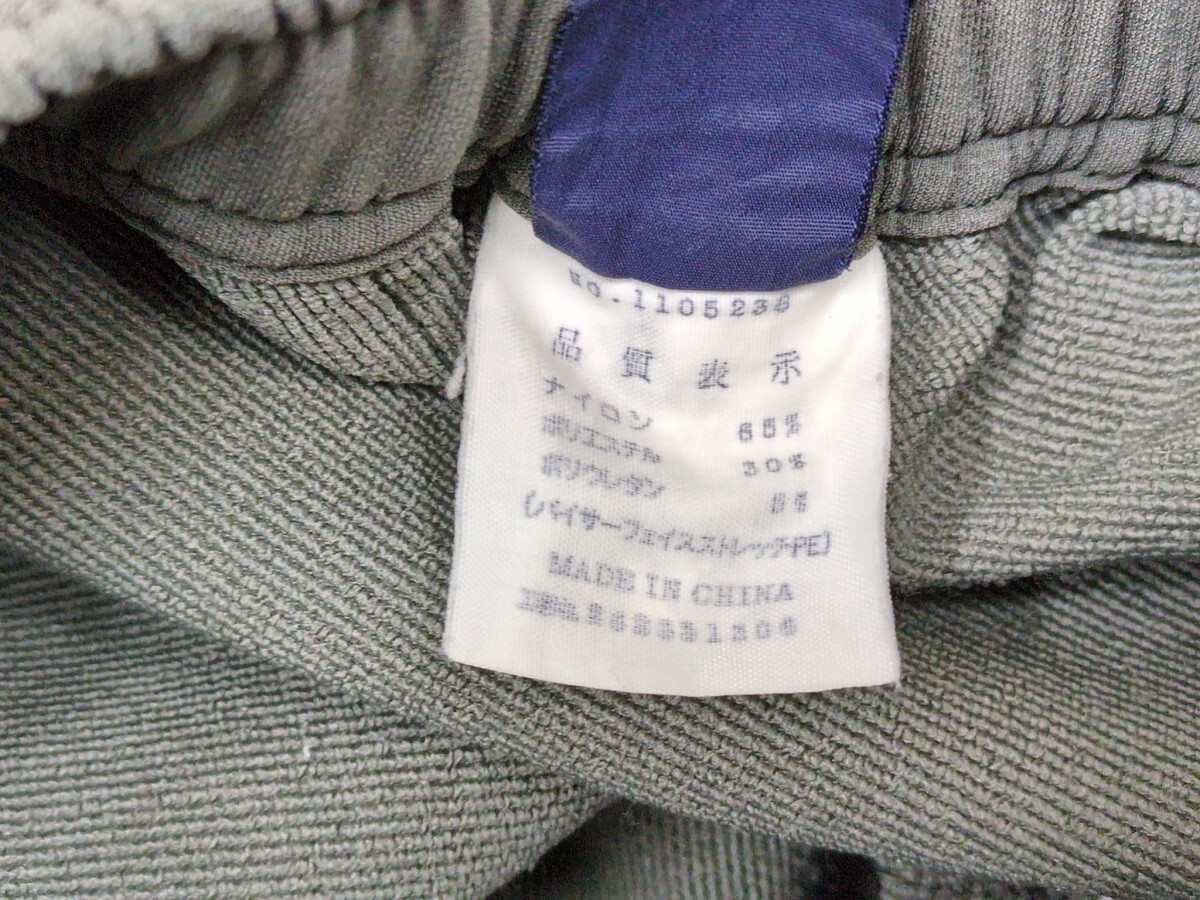 No.1105238
品質表示
ナイロン 65%
ポリエステル 30%
ポリウレタン 5%
(バイサーフェイスストレッチPE)
MADE IN CHINA